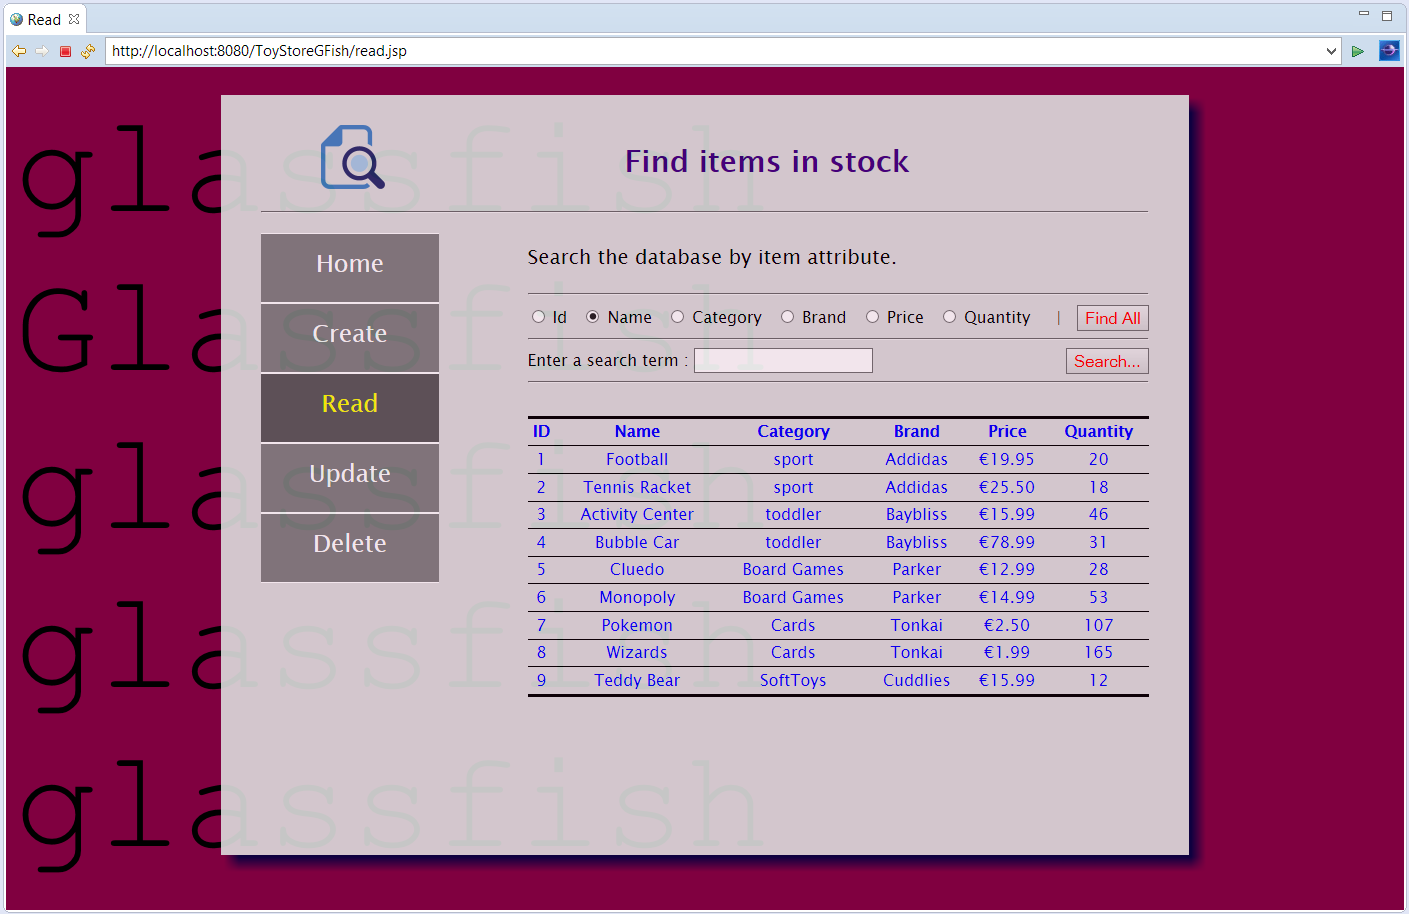 Read
http://localhost:8080/ToyStoreGFish/read.jsp
glassfish
Find items in stock
Glassfish
glassfish
glassfish
glassfish
Home
Create
Read
Update
Delete
Search the database by item attribute.
Id Name Category Brand Price Quantity | Find All
Enter a search term : Search...
ID Name Category Brand Price Quantity
1 Football sport Addidas €19.95 20
2 Tennis Racket sport Addidas €25.50 18
3 Activity Center toddler Baybliss €15.99 46
4 Bubble Car toddler Baybliss €78.99 31
5 Cluedo Board Games Parker €12.99 28
6 Monopoly Board Games Parker €14.99 53
7 Pokemon Cards Tonkai €2.50 107
8 Wizards Cards Tonkai €1.99 165
9 Teddy Bear SoftToys Cuddlies €15.99 12